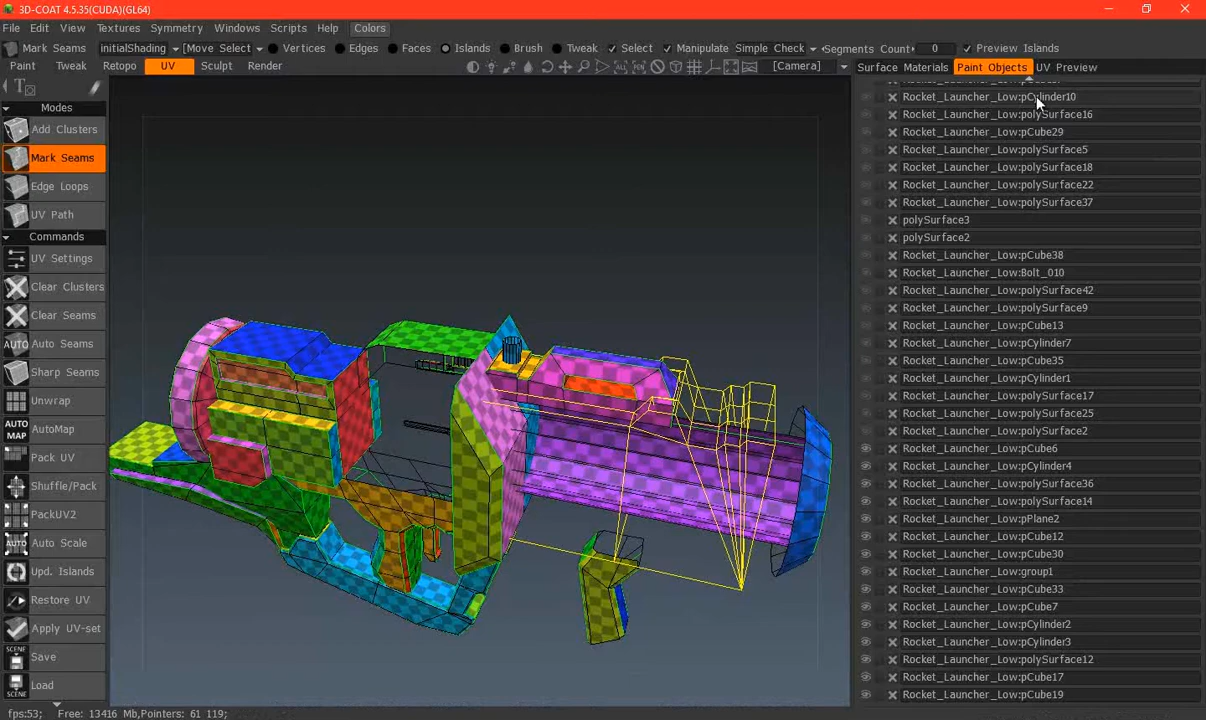 3D-COAT 4.5.35(CUDA)(GL64)
File Edit View Textures Symmetry Windows Scripts Help Colors
Mark Seams initialShading [Move Select Vertices Edges Faces Islands Brush Tweak Select Manipulate Simple Check Segments Count: 0 Preview Islands
Paint Tweak Retopo UV Sculpt Render [Camera] Surface Materials Paint Objects UV Preview
Modes
Add Clusters
Mark Seams
Edge Loops
UV Path
Commands
UV Settings
Clear Clusters
Clear Seams
AUTO Auto Seams
Sharp Seams
Unwrap
AUTO MAP AutoMap
Pack UV
Shuffle/Pack
PackUV2
AUTO Auto Scale
Upd. Islands
Restore UV
Apply UV-set
SCENE Save
SCENE Load
Rocket_Launcher_Low:pCylinder10
Rocket_Launcher_Low:polySurface16
Rocket_Launcher_Low:pCube29
Rocket_Launcher_Low:polySurface5
Rocket_Launcher_Low:polySurface18
Rocket_Launcher_Low:polySurface22
Rocket_Launcher_Low:polySurface37
polySurface3
polySurface2
Rocket_Launcher_Low:pCube38
Rocket_Launcher_Low:Bolt_010
Rocket_Launcher_Low:polySurface42
Rocket_Launcher_Low:polySurface9
Rocket_Launcher_Low:pCube13
Rocket_Launcher_Low:pCylinder7
Rocket_Launcher_Low:pCube35
Rocket_Launcher_Low:pCylinder1
Rocket_Launcher_Low:polySurface17
Rocket_Launcher_Low:polySurface25
Rocket_Launcher_Low:polySurface2
Rocket_Launcher_Low:pCube6
Rocket_Launcher_Low:pCylinder4
Rocket_Launcher_Low:polySurface36
Rocket_Launcher_Low:polySurface14
Rocket_Launcher_Low:pPlane2
Rocket_Launcher_Low:pCube12
Rocket_Launcher_Low:pCube30
Rocket_Launcher_Low:group1
Rocket_Launcher_Low:pCube33
Rocket_Launcher_Low:pCube7
Rocket_Launcher_Low:pCylinder2
Rocket_Launcher_Low:pCylinder3
Rocket_Launcher_Low:polySurface12
Rocket_Launcher_Low:pCube17
Rocket_Launcher_Low:pCube19
fps:53; Free: 13416 Mb,Pointers: 61 119;